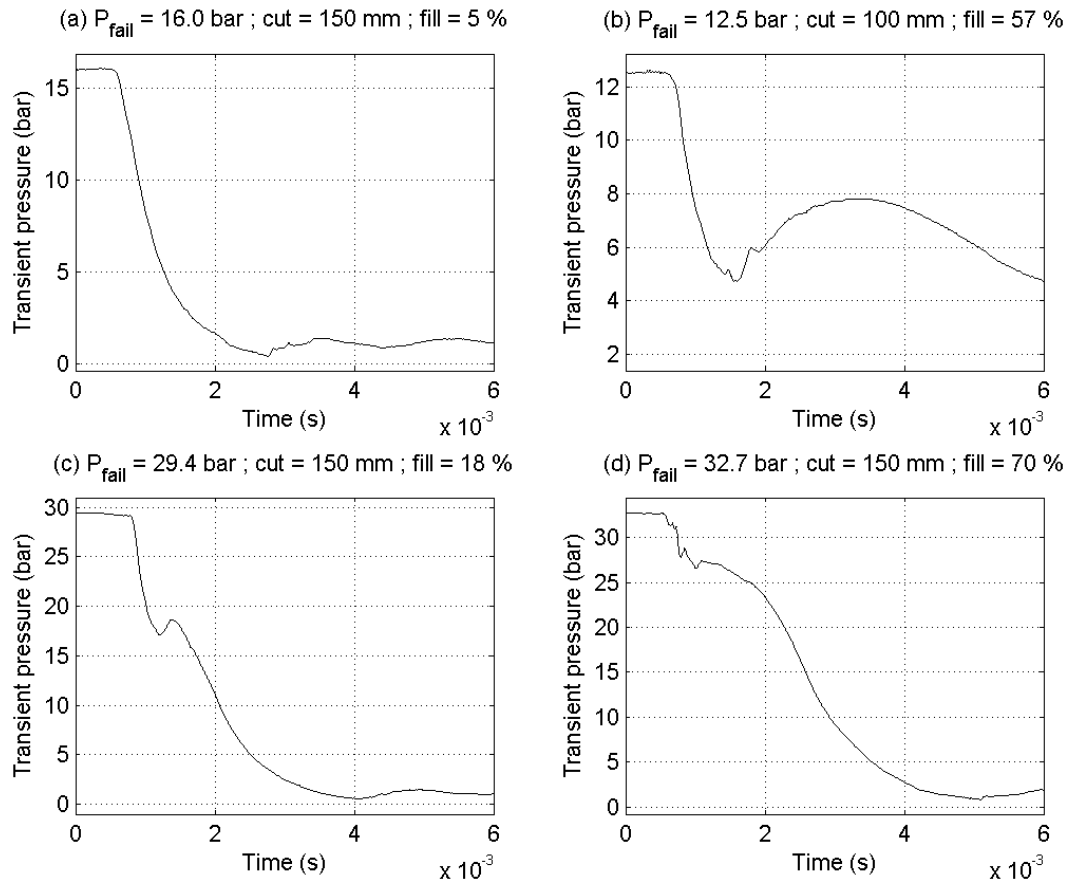 (a) P_fail = 16.0 bar ; cut = 150 mm ; fill = 5 %
Transient pressure (bar)
15
10
5
0
0 2 4 6
Time (s)
x 10^-3
(b) P_fail = 12.5 bar ; cut = 100 mm ; fill = 57 %
Transient pressure (bar)
12
10
8
6
4
2
0 2 4 6
Time (s)
x 10^-3
(c) P_fail = 29.4 bar ; cut = 150 mm ; fill = 18 %
Transient pressure (bar)
30
25
20
15
10
5
0
0 2 4 6
Time (s)
x 10^-3
(d) P_fail = 32.7 bar ; cut = 150 mm ; fill = 70 %
Transient pressure (bar)
30
25
20
15
10
5
0
0 2 4 6
Time (s)
x 10^-3